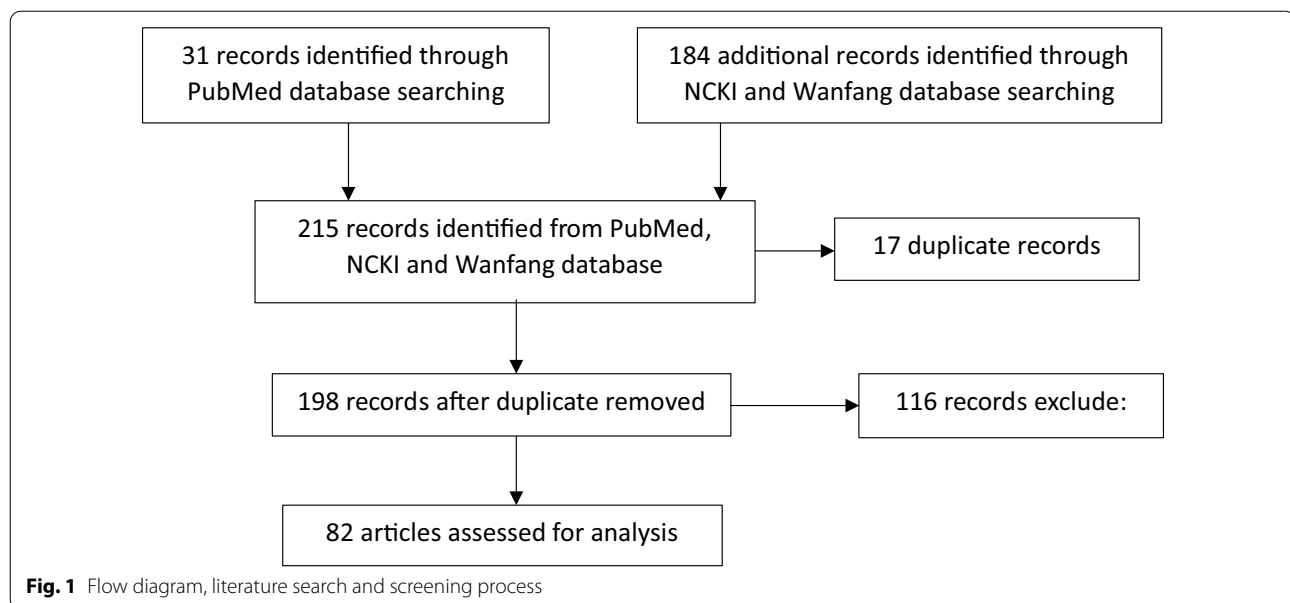 31 records identified through
PubMed database searching
184 additional records identified through
NCKI and Wanfang database searching
215 records identified from PubMed,
NCKI and Wanfang database
17 duplicate records
198 records after duplicate removed
116 records exclude:
82 articles assessed for analysis
Fig. 1 Flow diagram, literature search and screening process